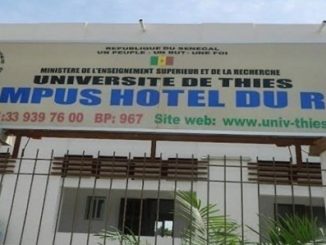 REPUBLIQUE DU SENEGAL
UN PEUPLE - UN BUT - UNE FOI
MINISTERE DE L'ENSEIGNEMENT SUPERIEUR ET DE LA RECHERCHE
UNIVERSITE DE THIES
MPUS HOTEL DU R
:33 939 76 00 BP: 967 Site web: www.univ-thies